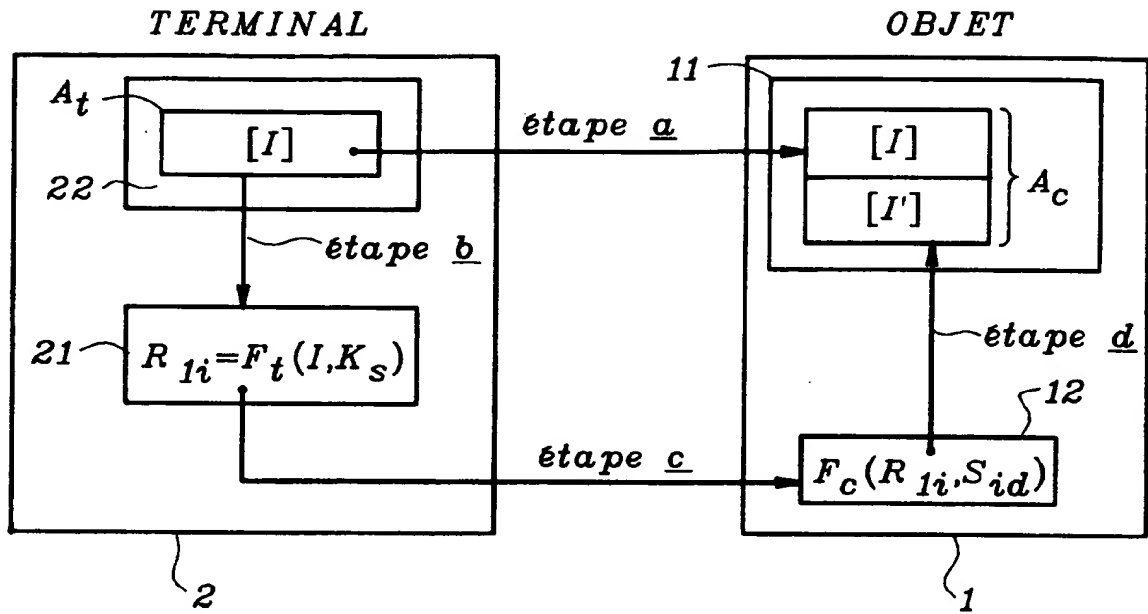 TERMINAL
OBJET
11
A_t
[I]
étape a
[I]
A_c
22
[I']
étape b
étape d
21
R_1i=F_t(I,K_s)
12
étape c
F_c(R_1i,S_id)
2
1